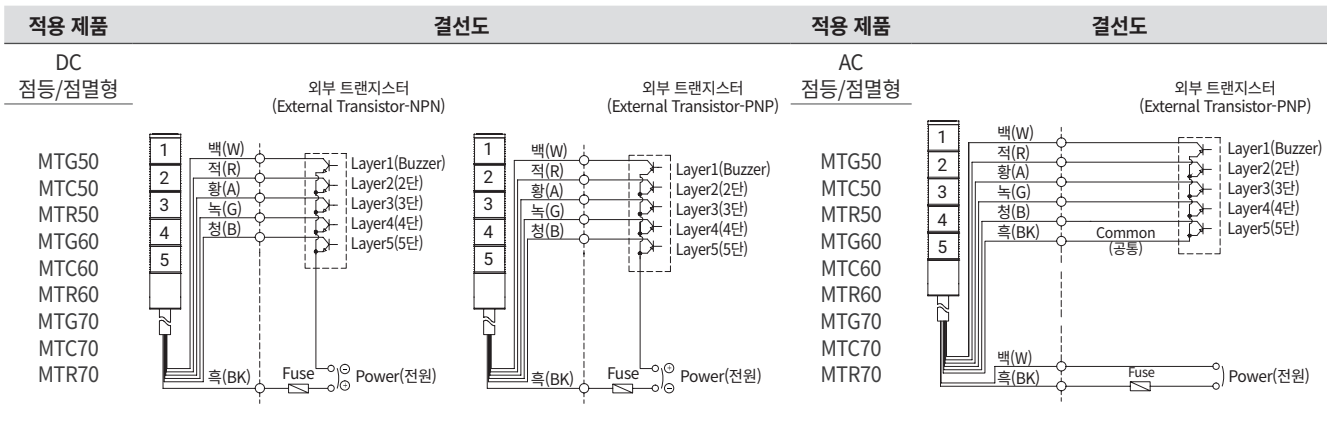 적용 제품
결선도
적용 제품
결선도
DC
점등/점멸형
MTG50
MTC50
MTR50
MTG60
MTC60
MTR60
MTG70
MTC70
MTR70
외부 트랜지스터
(External Transistor-NPN)
1
2
3
4
5
백(W)
적(R)
황(A)
녹(G)
청(B)
Layer1(Buzzer)
Layer2(2단)
Layer3(3단)
Layer4(4단)
Layer5(5단)
흑(BK)
Fuse
Power(전원)
외부 트랜지스터
(External Transistor-PNP)
1
2
3
4
5
백(W)
적(R)
황(A)
녹(G)
청(B)
Layer1(Buzzer)
Layer2(2단)
Layer3(3단)
Layer4(4단)
Layer5(5단)
흑(BK)
Fuse
Power(전원)
AC
점등/점멸형
MTG50
MTC50
MTR50
MTG60
MTC60
MTR60
MTG70
MTC70
MTR70
외부 트랜지스터
(External Transistor-PNP)
1
2
3
4
5
백(W)
적(R)
황(A)
녹(G)
청(B)
흑(BK)
Common
(공통)
Layer1(Buzzer)
Layer2(2단)
Layer3(3단)
Layer4(4단)
Layer5(5단)
백(W)
흑(BK)
Fuse
Power(전원)